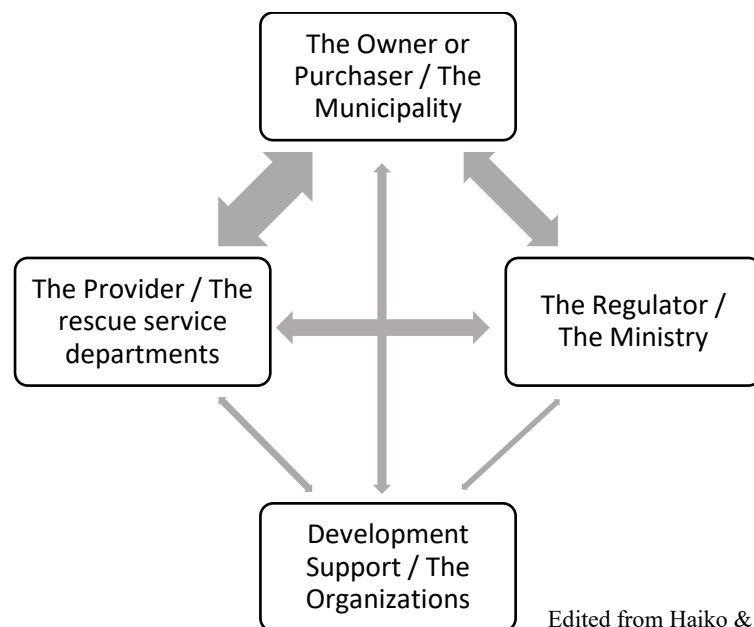 The Owner or
Purchaser / The
Municipality
The Provider / The
rescue service
departments
The Regulator /
The Ministry
Development
Support / The
Organizations
Edited from Haiko &